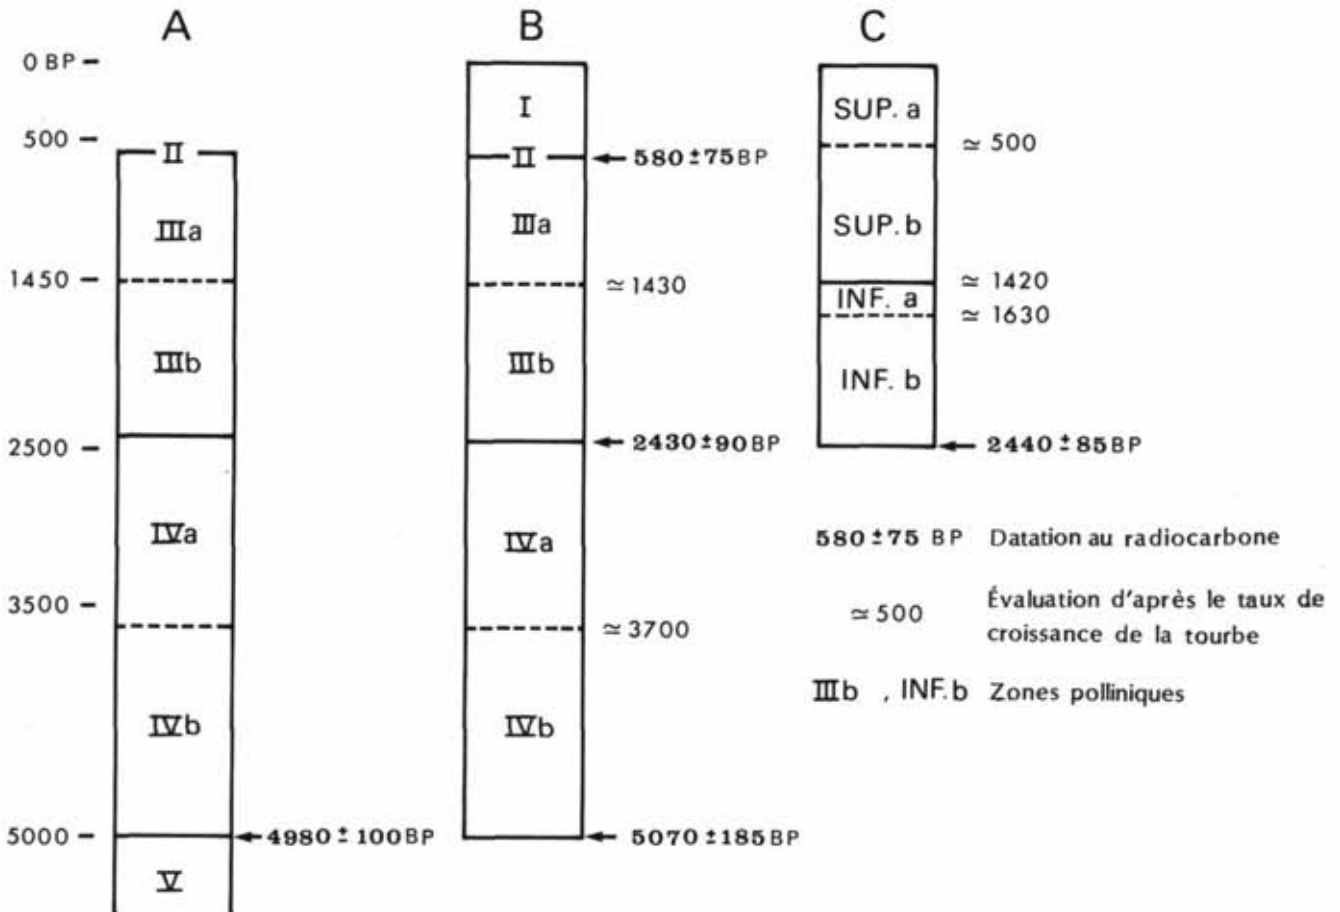 A
B
C
0 BP
500
1450
2500
3500
5000
II
IIIa
IIIb
IVa
IVb
V
4980 ± 100 BP
I
II
IIIa
IIIb
IVa
IVb
580 ± 75 BP
≃ 1430
2430 ± 90 BP
≃ 3700
5070 ± 185 BP
SUP. a
SUP. b
INF. a
INF. b
≃ 500
≃ 1420
≃ 1630
2440 ± 85 BP
580 ± 75 BP Datation au radiocarbone
≃ 500 Évaluation d'après le taux de
croissance de la tourbe
IIIb , INF. b Zones polliniques